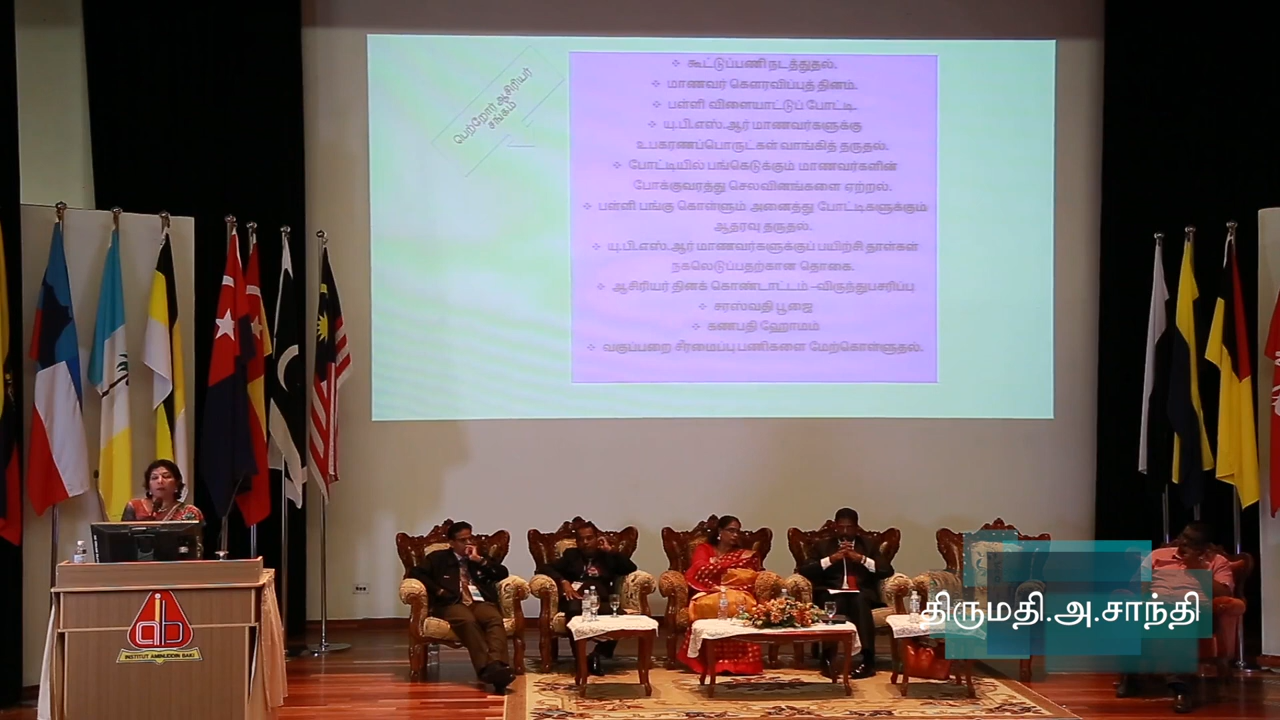 பெற்றோர் ஆசிரியர்
சங்கம்
❖ கூட்டுப்பணி நடத்துதல்.
❖ மாணவர் கௌரவிப்புத் தினம்.
❖ பள்ளி விளையாட்டுப் போட்டி.
❖ யு.பி.எஸ்.ஆர் மாணவர்களுக்கு
உபகரணப்பொருட்கள் வாங்கித் தருதல்.
❖ போட்டியில் பங்கெடுக்கும் மாணவர்களின்
போக்குவரத்து செலவினங்களை ஏற்றல்.
❖ பள்ளி பங்கு கொள்ளும் அனைத்து போட்டிகளுக்கும்
ஆதரவு தருதல்.
❖ யு.பி.எஸ்.ஆர் மாணவர்களுக்குப் பயிற்சி தாள்கள்
நகலெடுப்பதற்கான தொகை.
❖ ஆசிரியர் தினக் கொண்டாட்டம் –விருந்துபசரிப்பு
❖ சரஸ்வதி பூஜை
❖ கணபதி ஹோமம்
❖ வகுப்பறை சீரமைப்பு பணிகளை மேற்கொள்ளுதல்.
திருமதி.அ.சாந்தி
INSTITUT AMINUDDIN BAKI